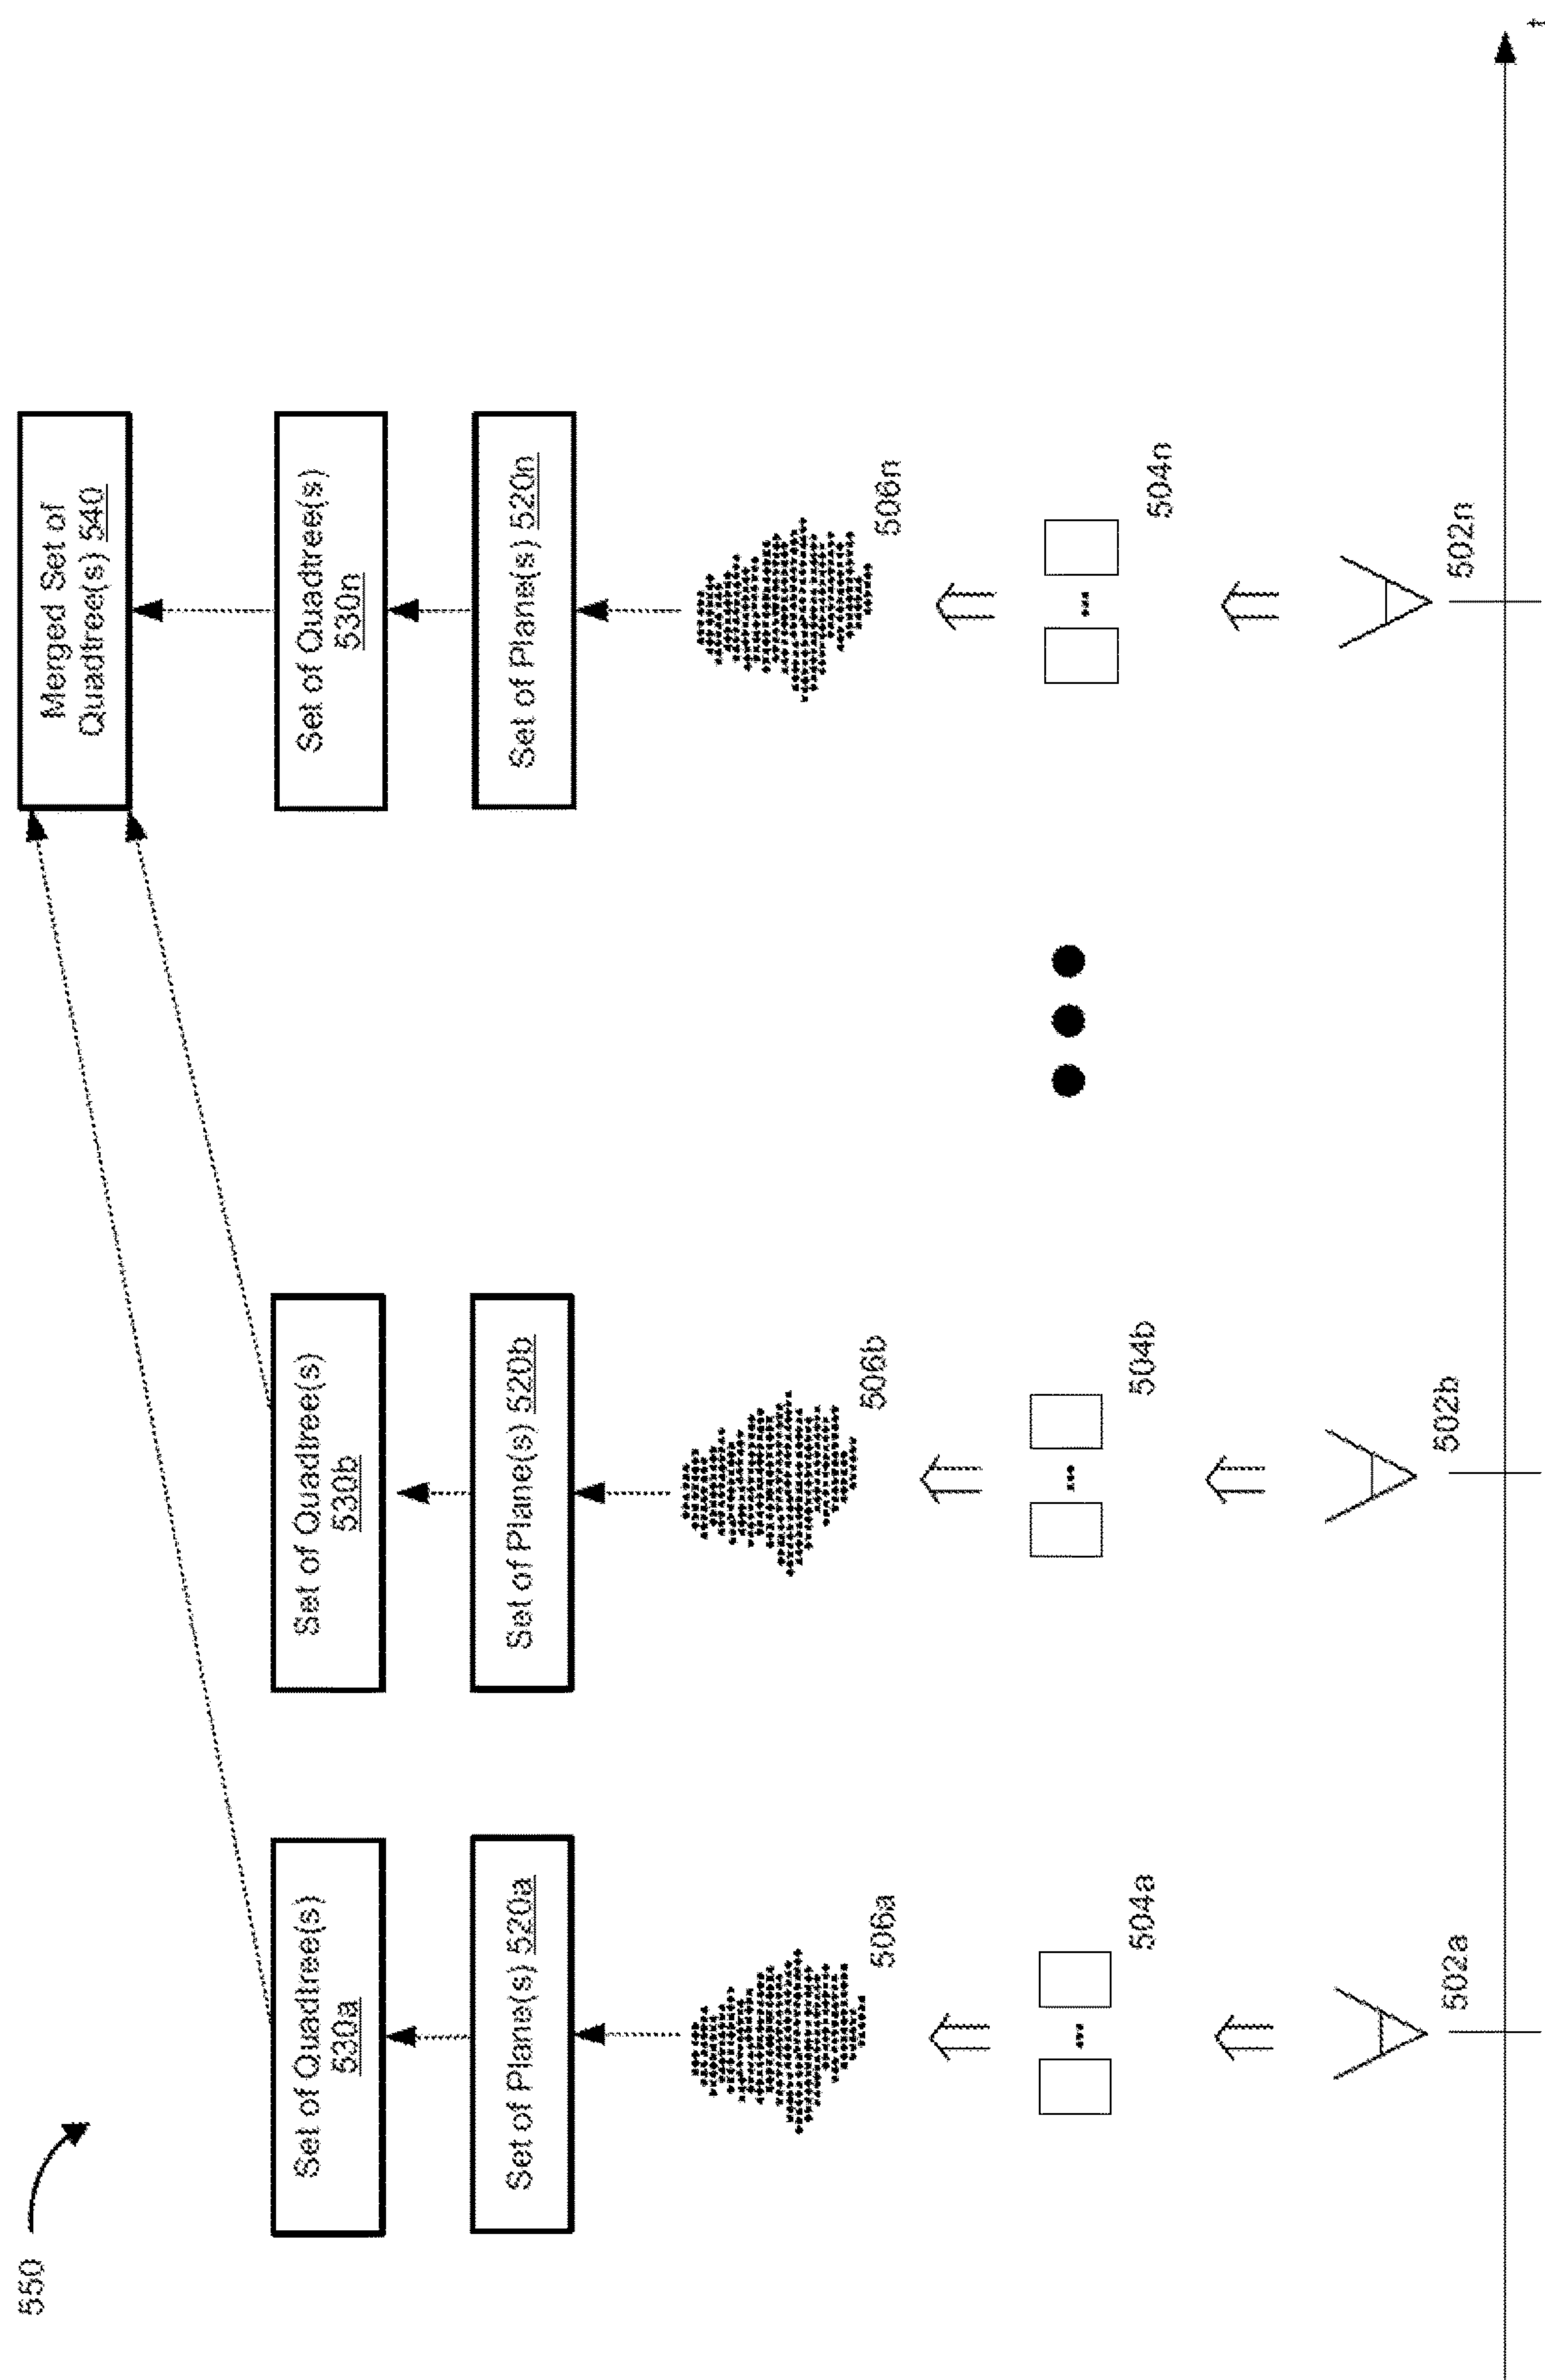 550
Merged Set of
Quadtree(s) 540
Set of Quadtree(s)
530a
Set of Quadtree(s)
530b
Set of Quadtree(s)
530n
Set of Plane(s) 520a
Set of Plane(s) 520b
Set of Plane(s) 520n
506a
506b
506n
504a
504b
504n
502a
502b
502n
t